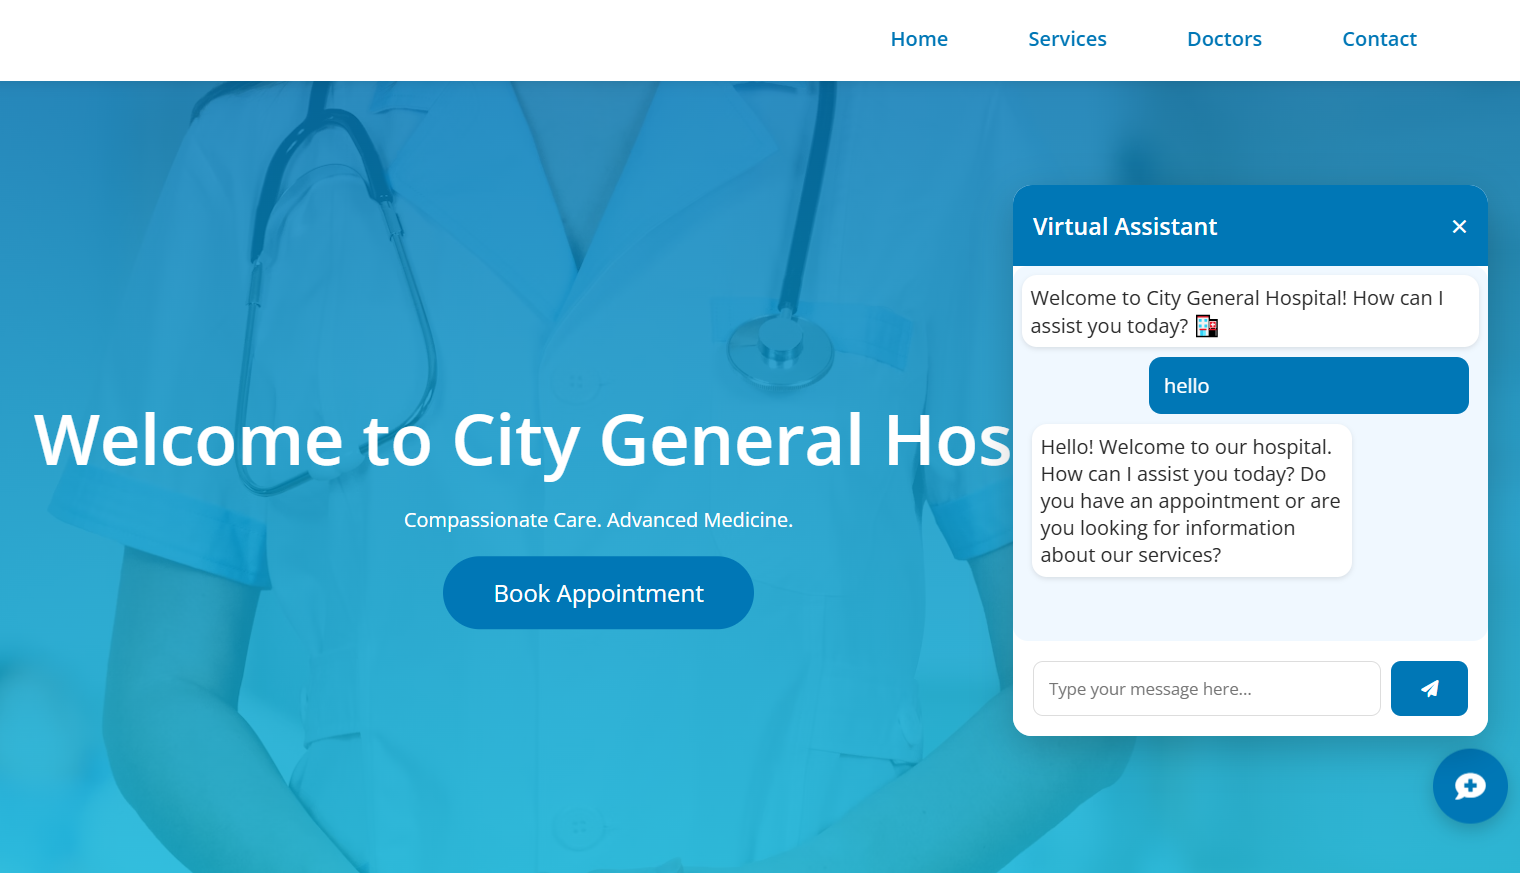 Home Services Doctors Contact
Welcome to City General Hos
Compassionate Care. Advanced Medicine.
Book Appointment
Virtual Assistant
Welcome to City General Hospital! How can I
assist you today?
hello
Hello! Welcome to our hospital.
How can I assist you today? Do
you have an appointment or are
you looking for information
about our services?
Type your message here...